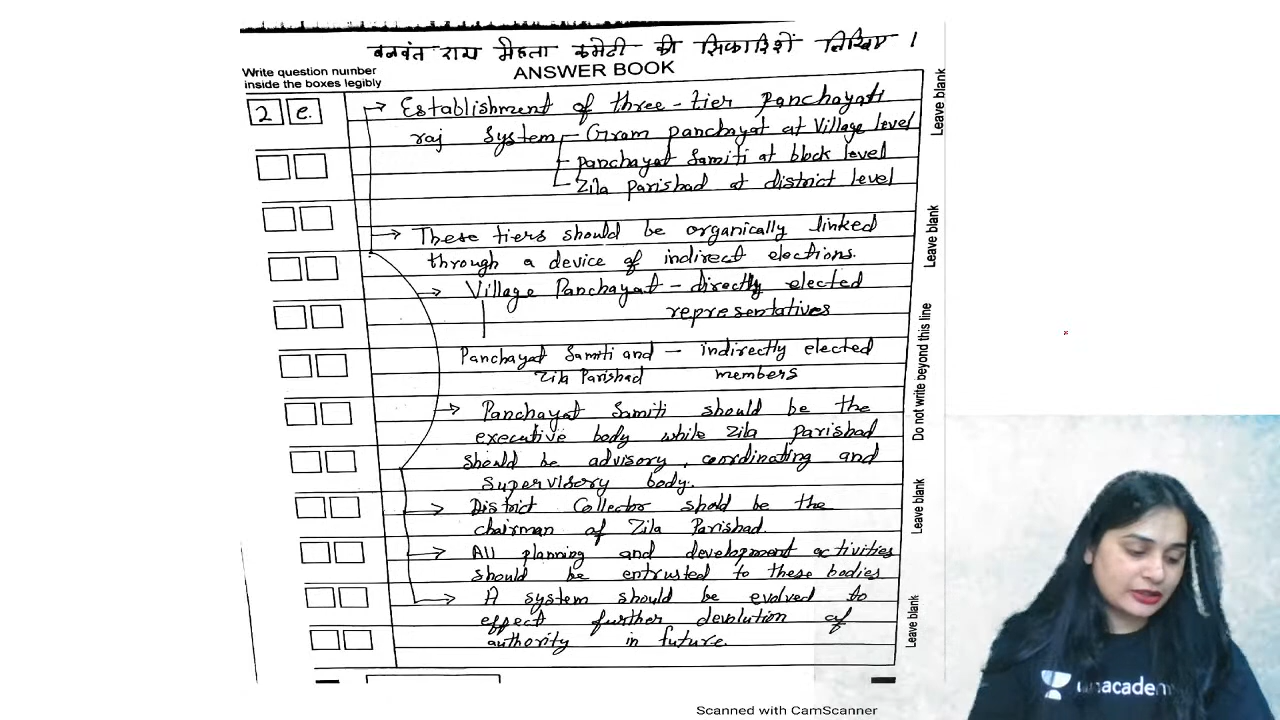 बलवंत राय मेहता कमेटी की सिफारिशें लिखिए ।
Write question number
inside the boxes legibly
ANSWER BOOK
2 e.
→ Establishment of three-tier Panchayati
raj System - Gram panchayat at Village level
- Panchayat Samiti at block level
- Zila Parishad at district level
→ These tiers should be organically linked
through a device of indirect elections.
→ Village Panchayat - directly elected
representatives
Panchayat Samiti and - indirectly elected
Zila Parishad members
→ Panchayat Samiti should be the
executive body while Zila parishad
should be advisory, coordinating and
supervisory body.
→ District Collector shold be the
chairman of Zila Parishad.
→ All planning and development activities
should be entrusted to these bodies
→ A system should be evolved to
effect further devolution of
authority in future.
Leave blank
Leave blank
Do not write beyond this line
Leave blank
Leave blank
unacademy
Scanned with CamScanner